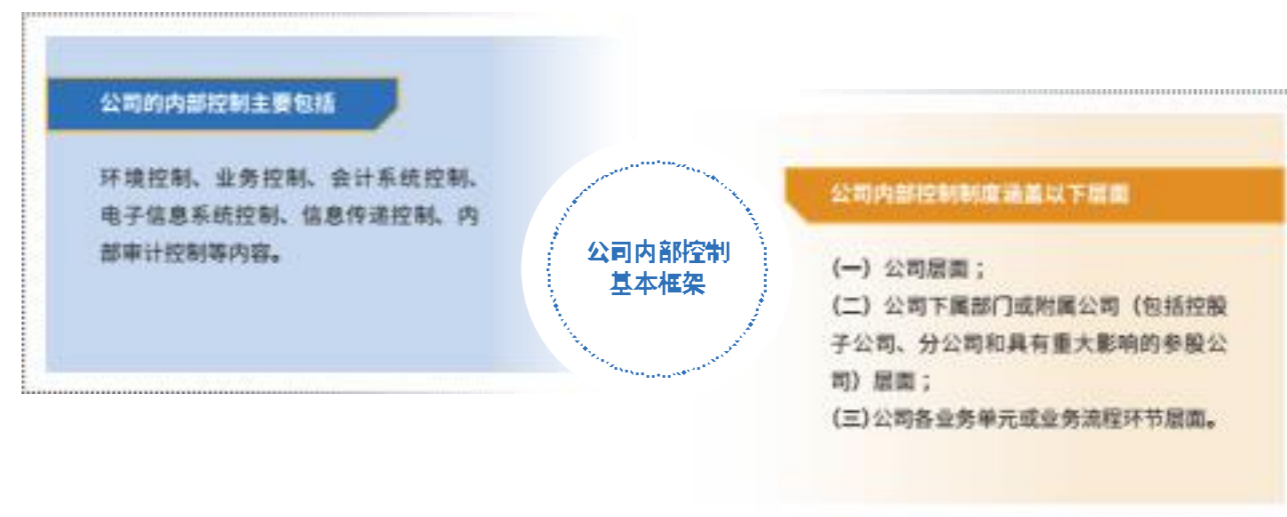 公司的内部控制主要包括
环境控制、业务控制、会计系统控制、
电子信息系统控制、信息传递控制、内
部审计控制等内容。
公司内部控制
基本框架
公司内部控制制度涵盖以下层面
(一) 公司层面；
(二) 公司下属部门或附属公司（包括控股
子公司、分公司和具有重大影响的参股公
司）层面；
(三)公司各业务单元或业务流程环节层面。